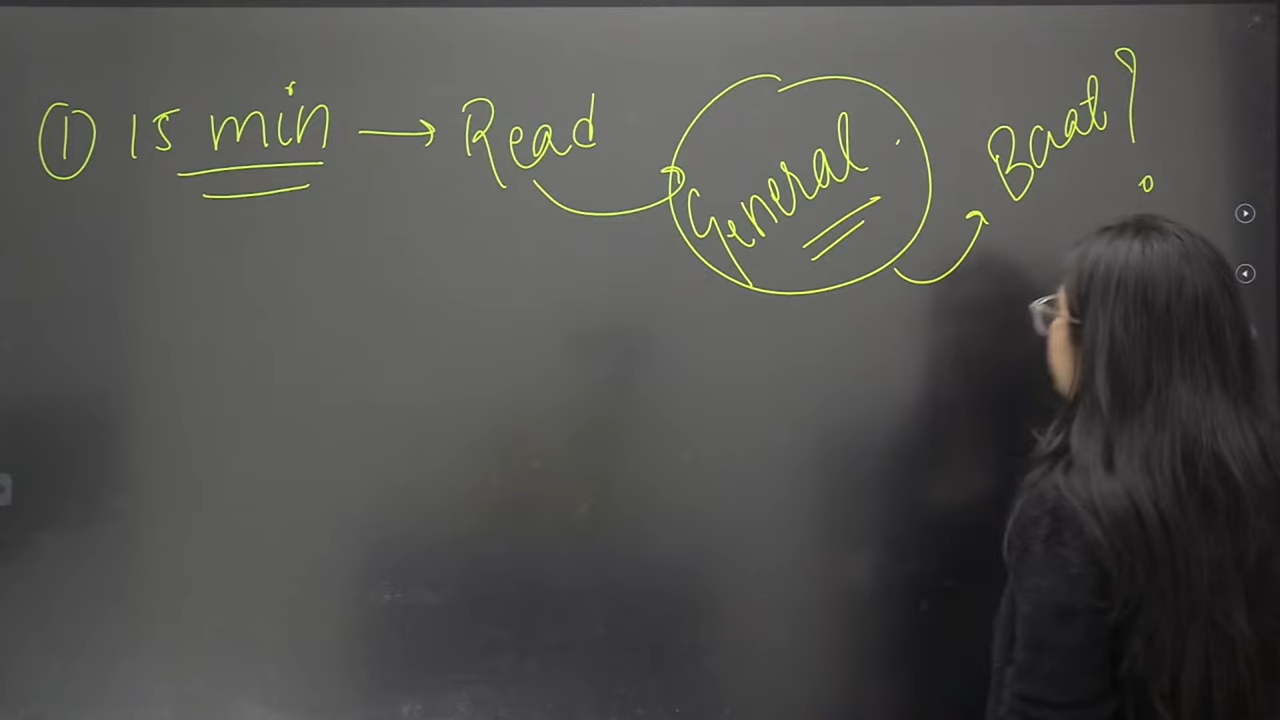 ① 15 min → Read General Baat?